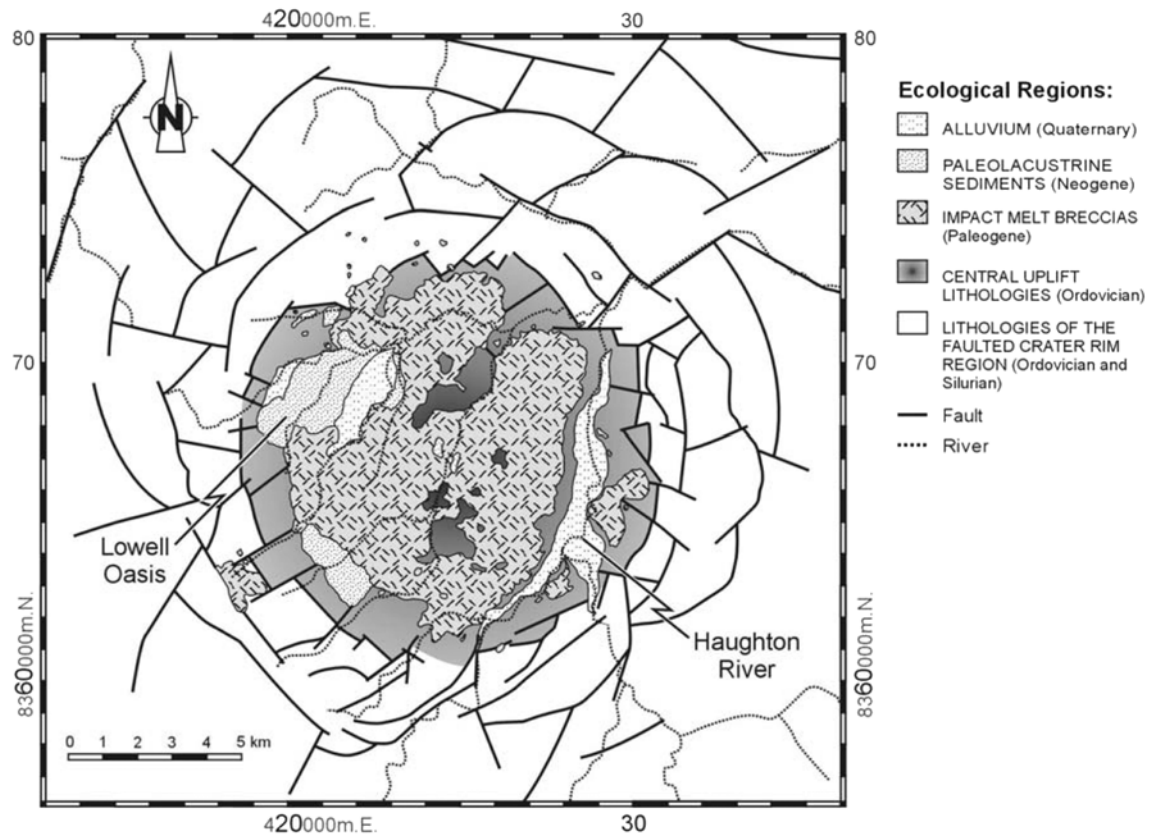 420000m.E.
30
80
80
N
70
70
Lowell
Oasis
Haughton
River
8360000m.N.
8360000m.N.
0 1 2 3 4 5 km
420000m.E.
30
Ecological Regions:
ALLUVIUM (Quaternary)
PALEOLACUSTRINE
SEDIMENTS (Neogene)
IMPACT MELT BRECCIAS
(Paleogene)
CENTRAL UPLIFT
LITHOLOGIES (Ordovician)
LITHOLOGIES OF THE
FAULTED CRATER RIM
REGION (Ordovician and
Silurian)
Fault
River